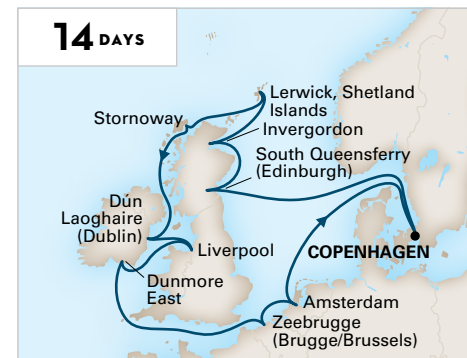 14 DAYS
Lerwick, Shetland
Islands
Stornoway
Invergordon
South Queensferry
(Edinburgh)
Dún
Laoghaire
(Dublin)
Liverpool
COPENHAGEN
Dunmore
East
Amsterdam
Zeebrugge
(Brugge/Brussels)